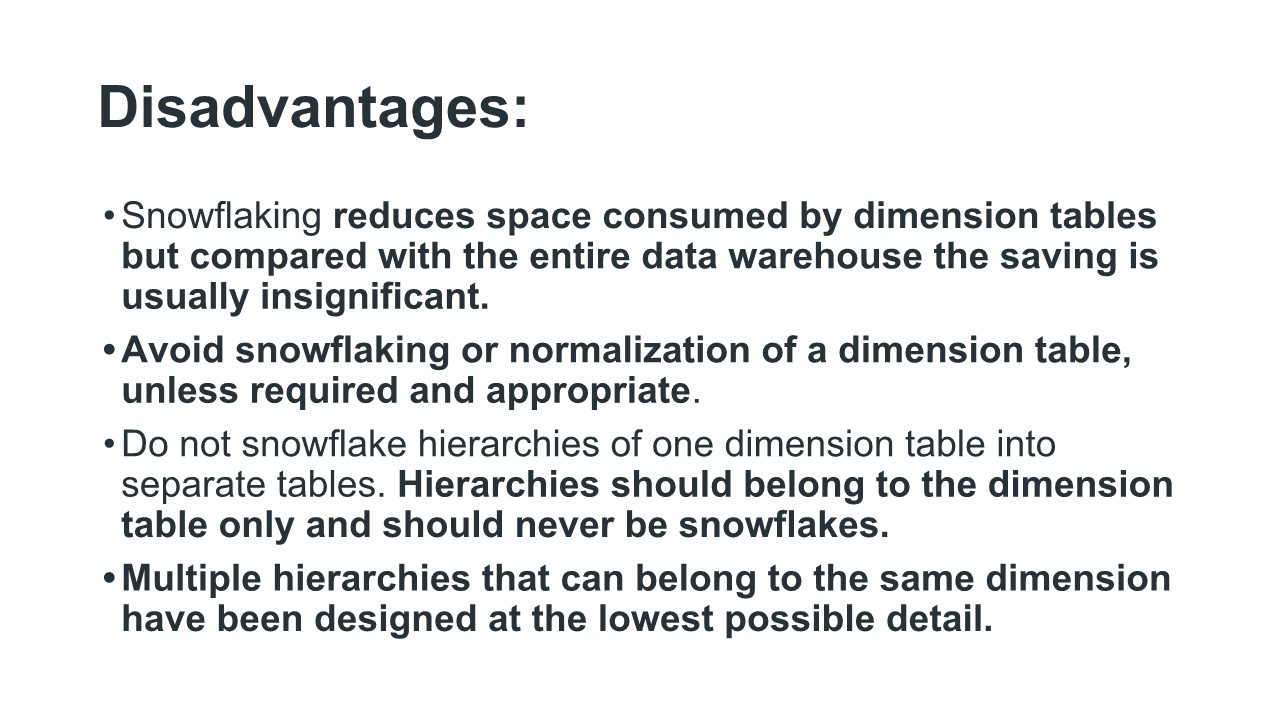 Disadvantages:
• Snowflaking reduces space consumed by dimension tables
but compared with the entire data warehouse the saving is
usually insignificant.
• Avoid snowflaking or normalization of a dimension table,
unless required and appropriate.
• Do not snowflake hierarchies of one dimension table into
separate tables. Hierarchies should belong to the dimension
table only and should never be snowflakes.
• Multiple hierarchies that can belong to the same dimension
have been designed at the lowest possible detail.